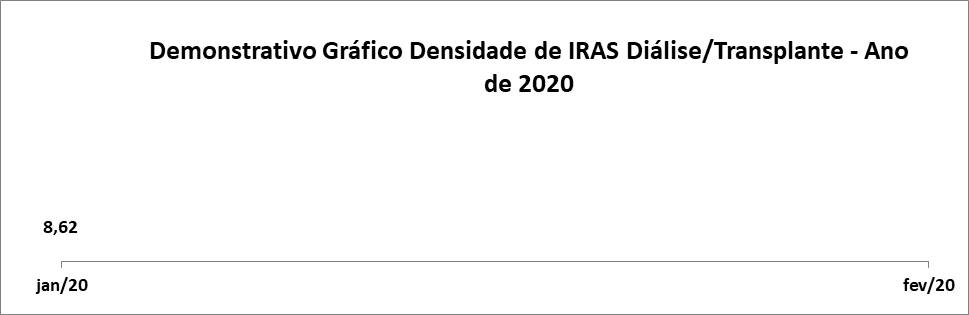 Demonstrativo Gráfico Densidade de IRAS Diálise/Transplante - Ano
de 2020
8,62
jan/20
fev/20